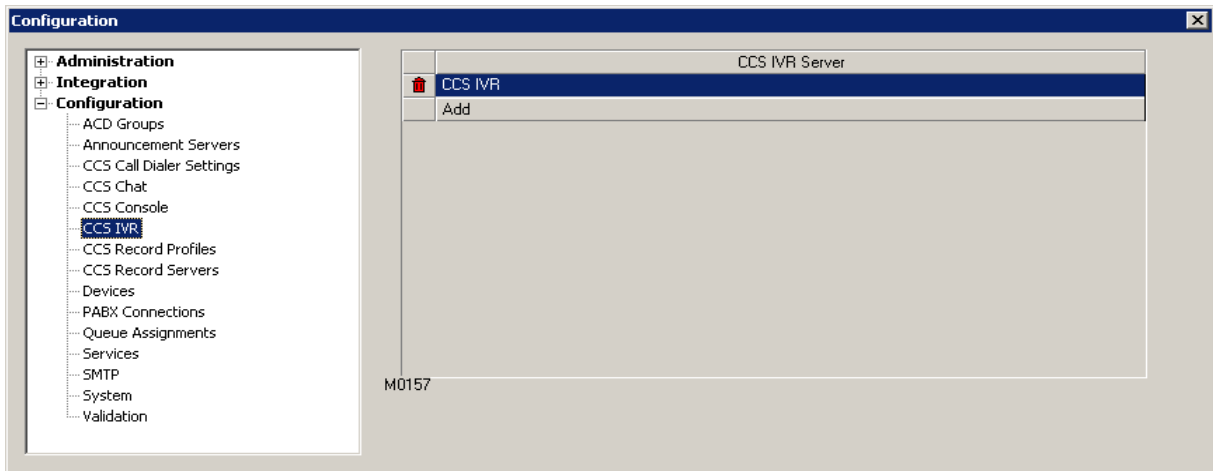 Configuration
Administration
Integration
Configuration
ACD Groups
Announcement Servers
CCS Call Dialer Settings
CCS Chat
CCS Console
CCS IVR
CCS Record Profiles
CCS Record Servers
Devices
PABX Connections
Queue Assignments
Services
SMTP
System
Validation
CCS IVR Server
CCS IVR
Add
M0157